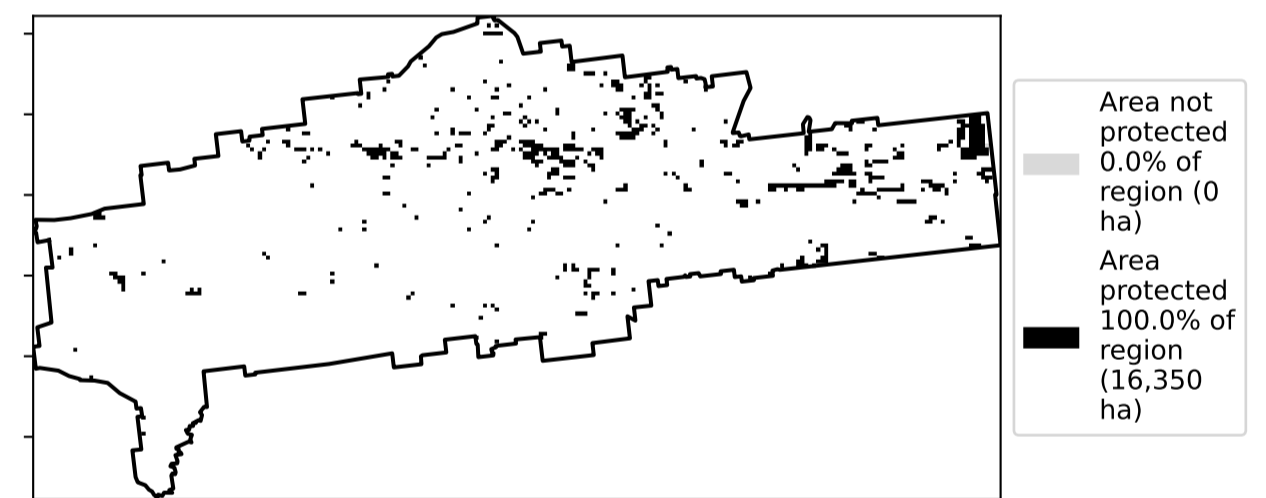 Area not
protected
0.0% of
region (0
ha)
Area
protected
100.0% of
region
(16,350
ha)